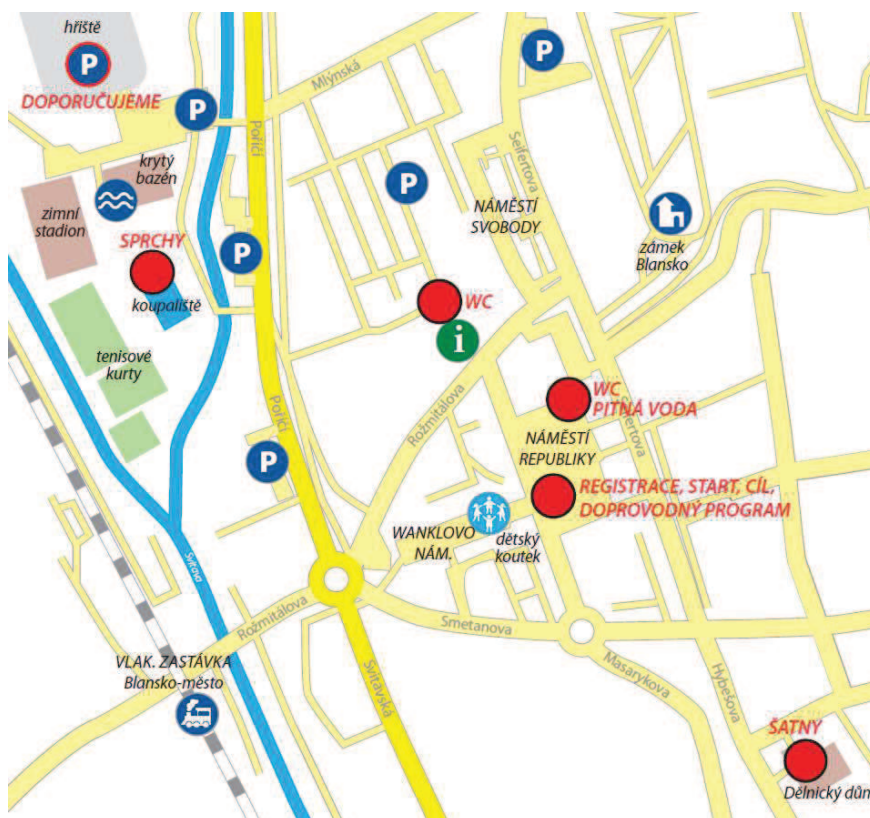 hřiště
P
DOPORUČUJEME
P
Mlýnská
P
Poříčí
krytý
bazén
P
Seifertova
zimní
stadion
NÁMĚSTÍ
SVOBODY
zámek
Blansko
SPRCHY
P
koupaliště
WC
i
tenisové
kurty
Poříčí
Rožmitálova
WC
PITNÁ VODA
Seifertova
NÁMĚSTÍ
REPUBLIKY
P
REGISTRACE, START, CÍL,
DOPROVODNÝ PROGRAM
WANKLOVO
NÁM.
dětský
koutek
Svitava
Rožmitálova
Smetanova
Masarykova
VLAK. ZASTÁVKA
Blansko-město
Svitavská
Hybešova
ŠATNY
Dělnický dům